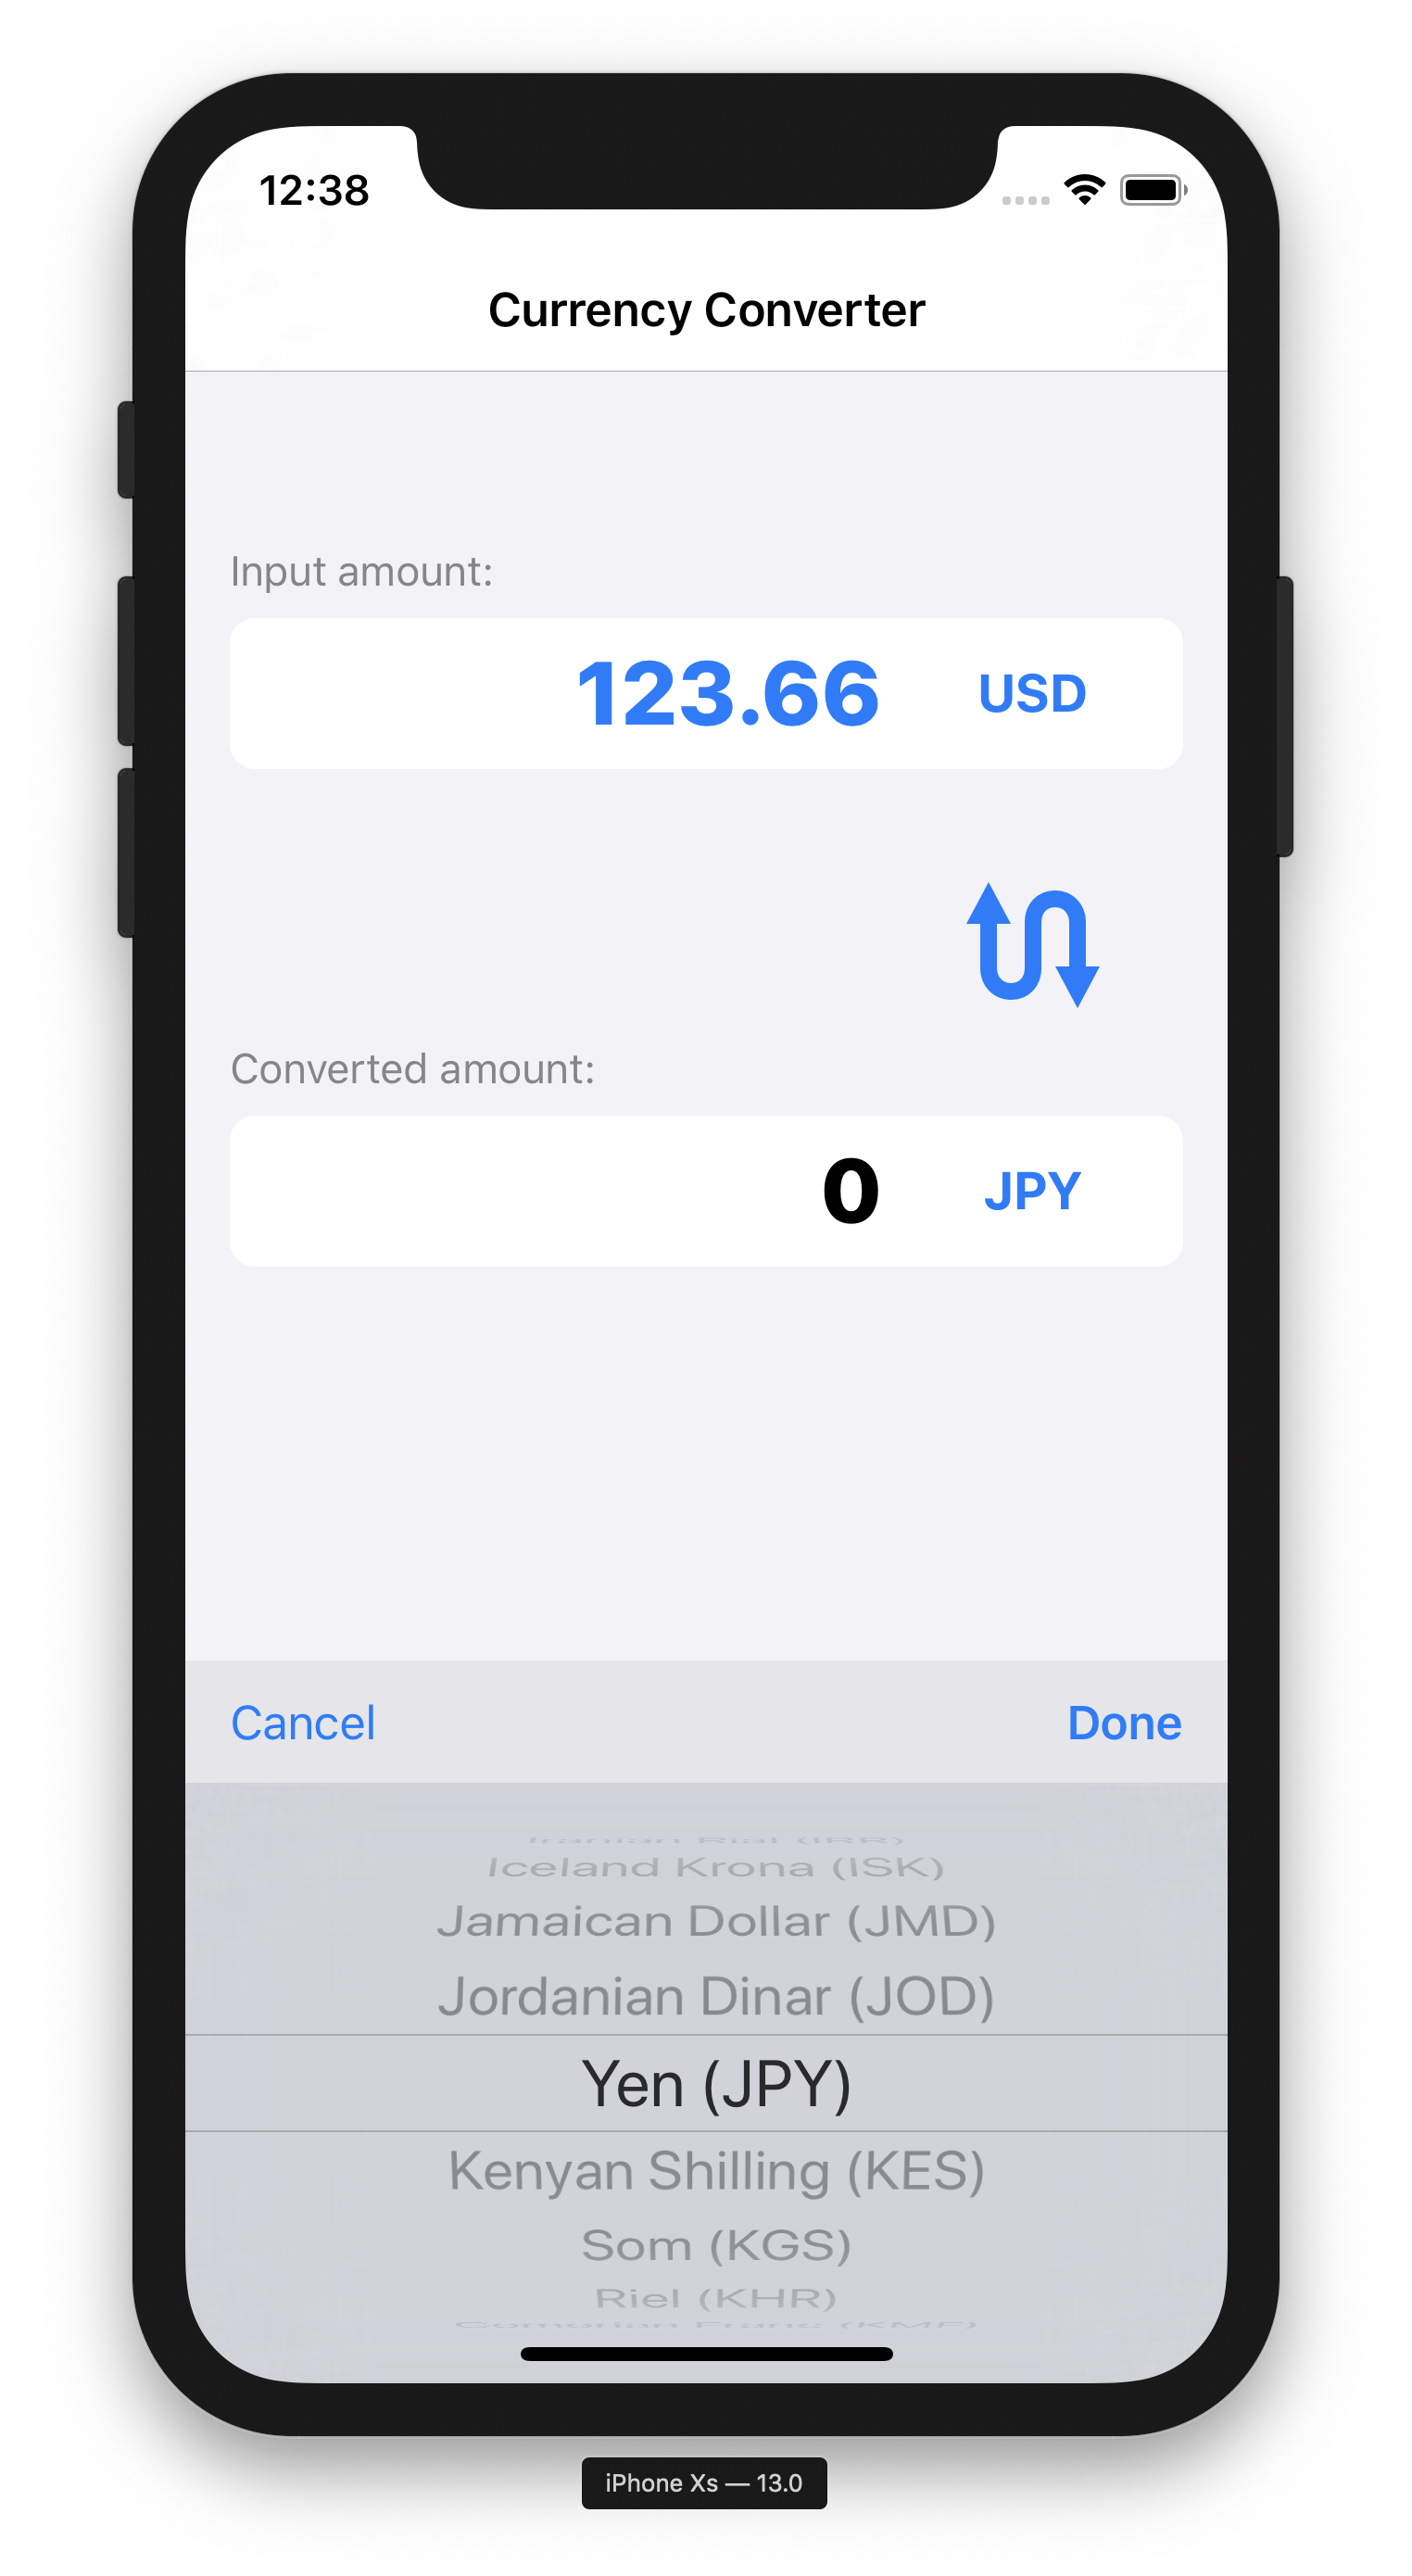 12:38
Currency Converter
Input amount:
123.66 USD
Converted amount:
0 JPY
Cancel Done
Iranian Rial (IRR)
Iceland Krona (ISK)
Jamaican Dollar (JMD)
Jordanian Dinar (JOD)
Yen (JPY)
Kenyan Shilling (KES)
Som (KGS)
Riel (KHR)
Comorian Franc (KMF)
iPhone Xs — 13.0